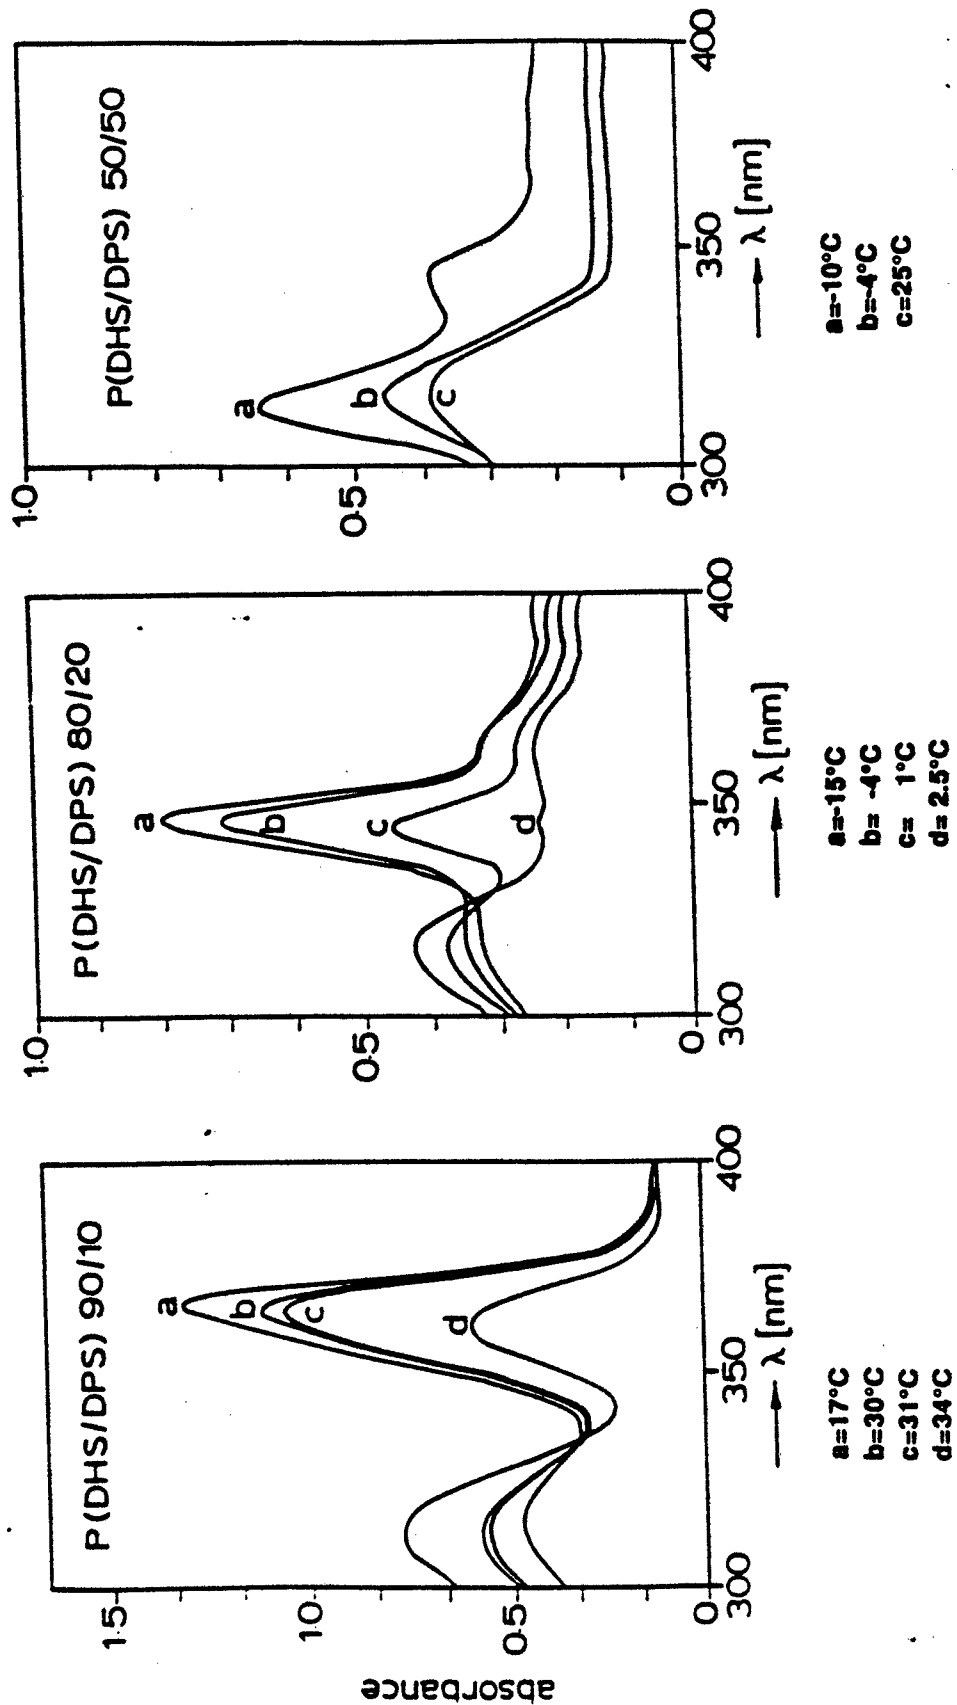 absorbance
P(DHS/DPS) 90/10
1·5
1·0
0·5
0
a
b
c
d
300
350
400
λ [nm]
a=17°C
b=30°C
c=31°C
d=34°C
P(DHS/DPS) 80/20
1·0
0·5
0
a
b
c
d
300
350
400
λ [nm]
a=-15°C
b= -4°C
c= 1°C
d= 2.5°C
P(DHS/DPS) 50/50
1·0
0·5
0
a
b
c
300
350
400
λ [nm]
a=-10°C
b=-4°C
c=25°C